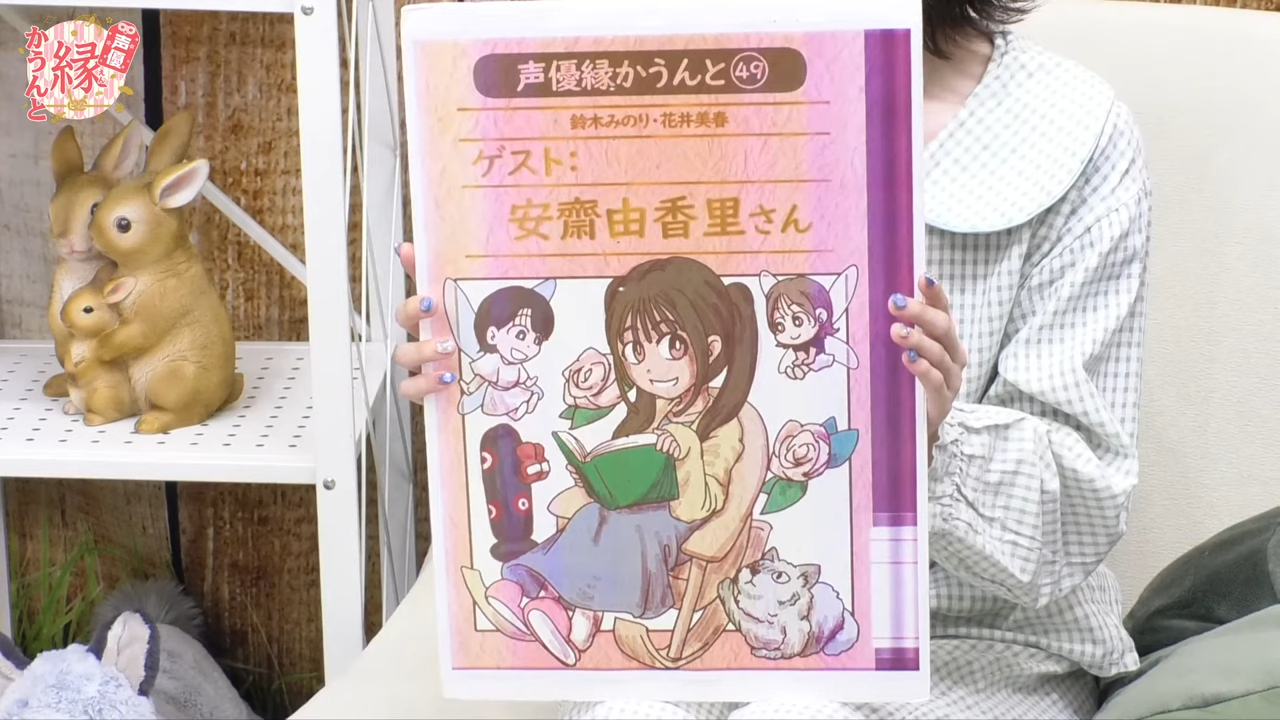 かうんと
縁
声優
声優縁かうんと㊾
鈴木みのり・花井美春
ゲスト:
安齋由香里さん